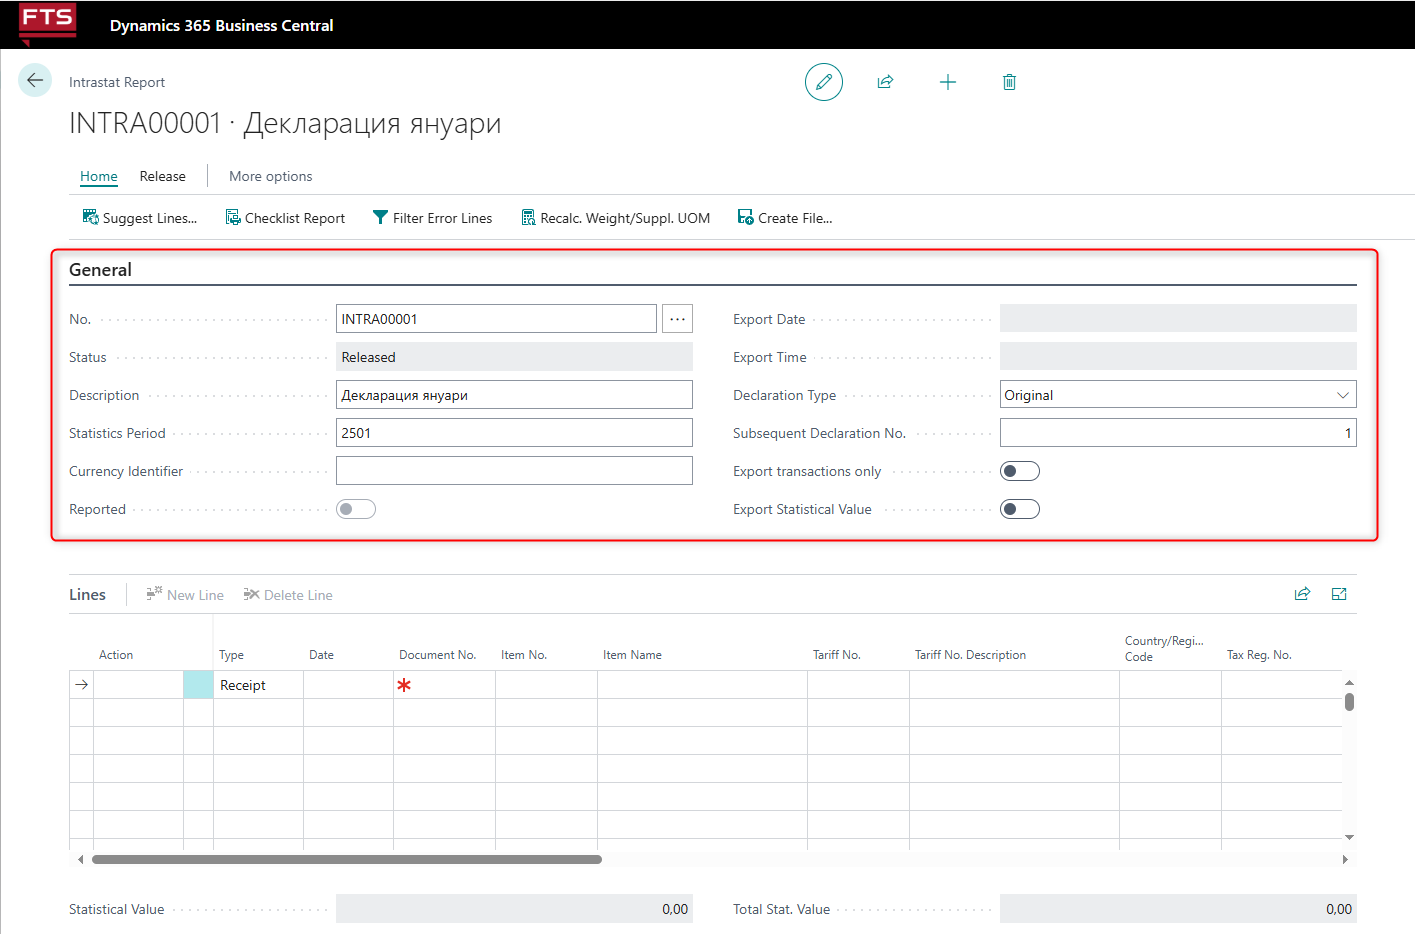 FTS
Dynamics 365 Business Central
Intrastat Report
INTRA00001 · Декларация януари
Home Release More options
Suggest Lines... Checklist Report Filter Error Lines Recalc. Weight/Suppl. UOM Create File...
General
No. INTRA00001 ...
Status Released
Description Декларация януари
Statistics Period 2501
Currency Identifier
Reported
Export Date
Export Time
Declaration Type Original
Subsequent Declaration No. 1
Export transactions only
Export Statistical Value
Lines New Line Delete Line
Action Type Date Document No. Item No. Item Name Tariff No. Tariff No. Description Country/Regi... Code Tax Reg. No.
Receipt *
Statistical Value 0,00 Total Stat. Value 0,00